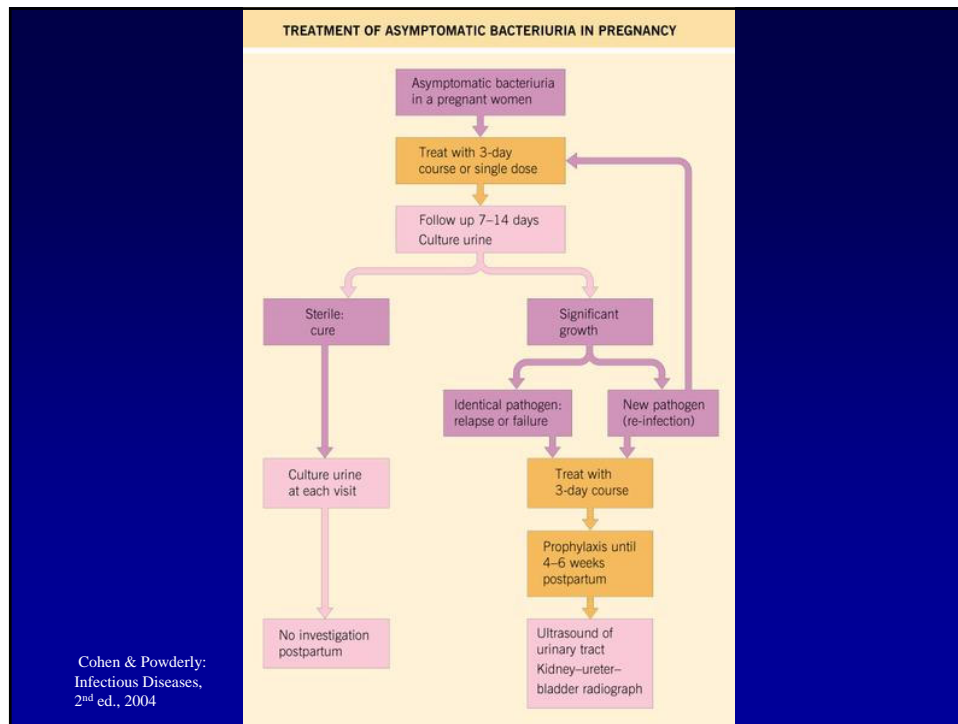 TREATMENT OF ASYMPTOMATIC BACTERIURIA IN PREGNANCY
Asymptomatic bacteriuria
in a pregnant women
Treat with 3-day
course or single dose
Follow up 7–14 days
Culture urine
Sterile:
cure
Significant
growth
Identical pathogen:
relapse or failure
New pathogen
(re-infection)
Culture urine
at each visit
Treat with
3-day course
Prophylaxis until
4–6 weeks
postpartum
No investigation
postpartum
Ultrasound of
urinary tract
Kidney–ureter–
bladder radiograph
Cohen & Powderly:
Infectious Diseases,
2nd ed., 2004